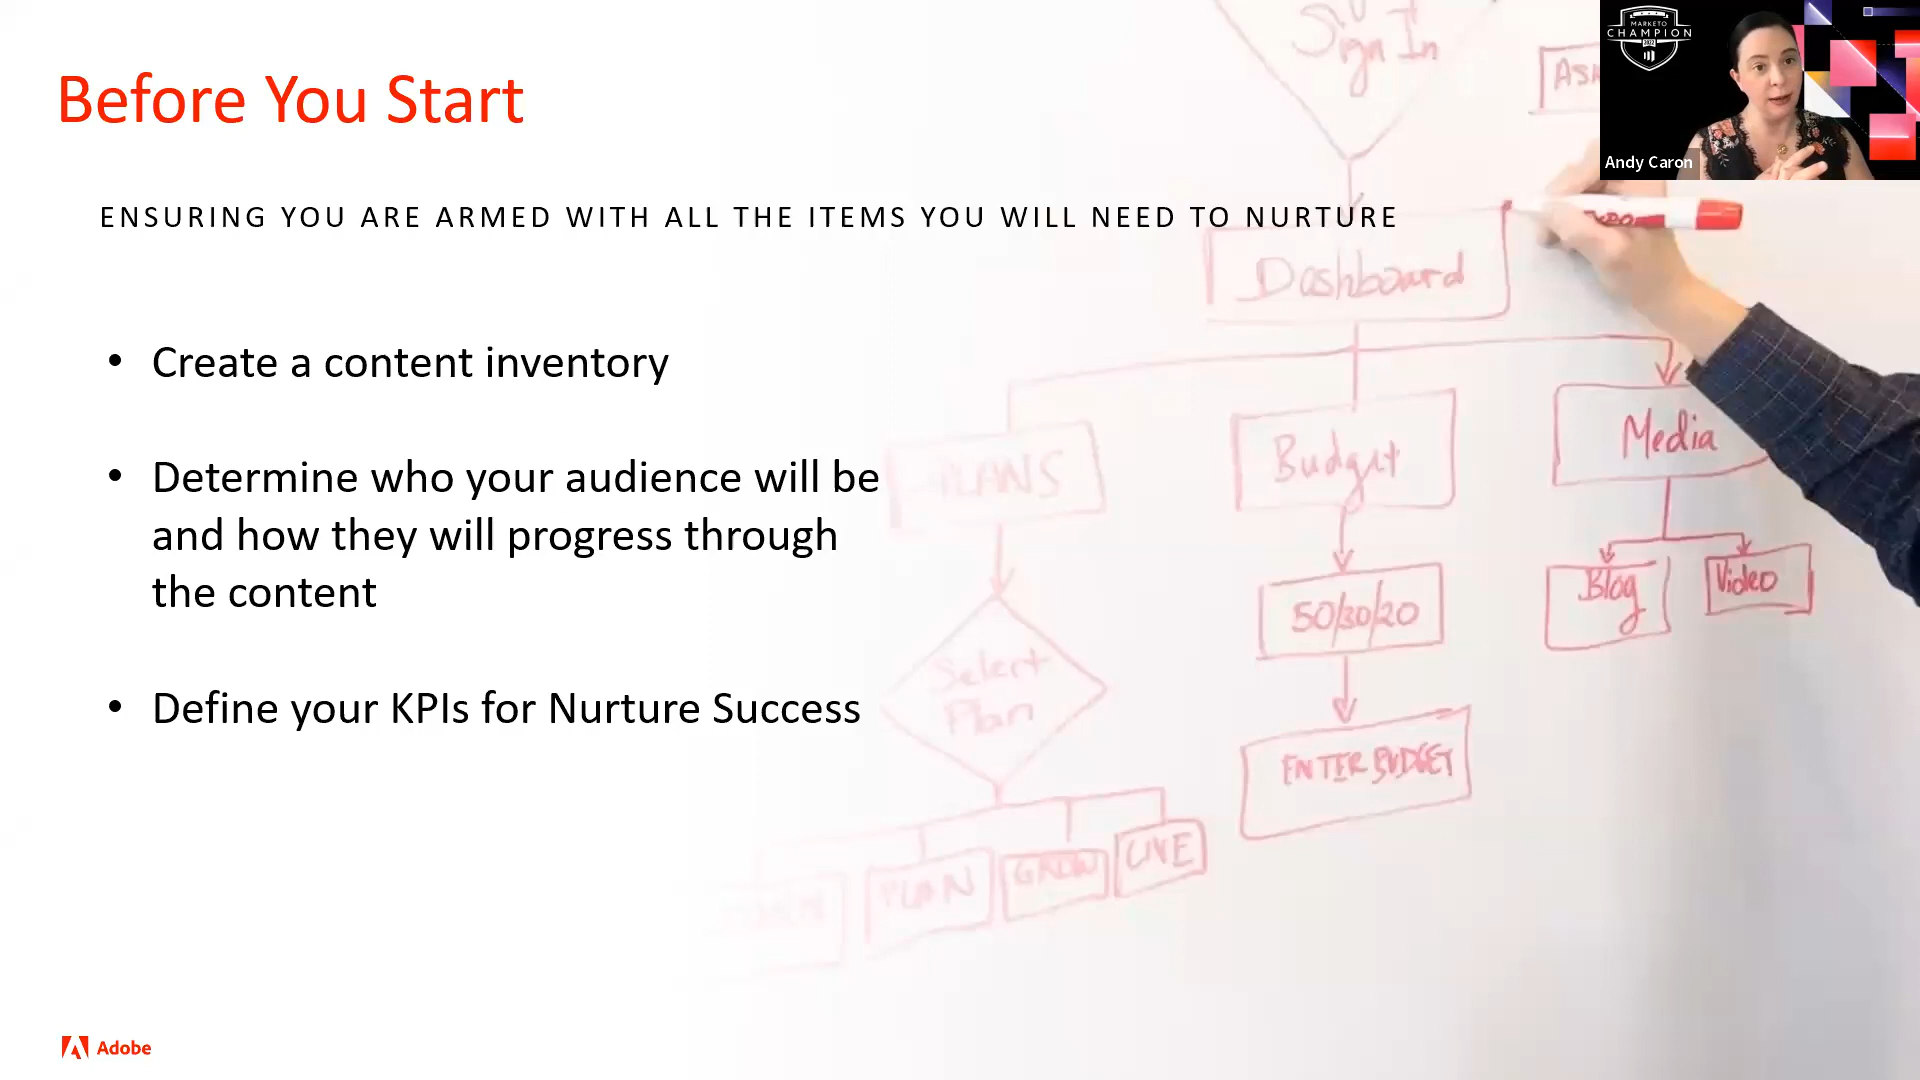 Before You Start
ENSURING YOU ARE ARMED WITH ALL THE ITEMS YOU WILL NEED TO NURTURE
• Create a content inventory
• Determine who your audience will be
and how they will progress through
the content
• Define your KPIs for Nurture Success
Adobe
Sign In
Dashboard
PLANS
Budget
Media
Select
Plan
50/30/20
Blog
Video
ENTER BUDGET
PLAN
GROW
LIVE
EXPO
MARKETO
CHAMPION
2022
Andy Caron